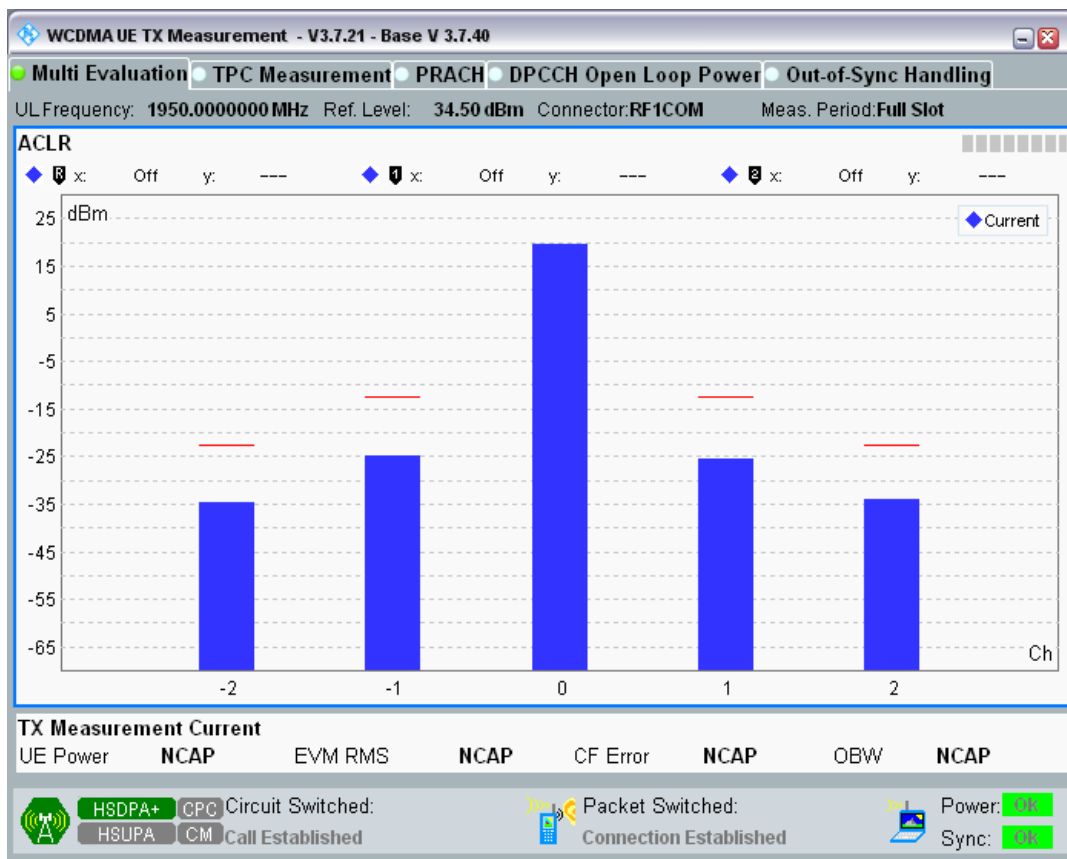 WCDMA UE TX Measurement - V3.7.21 - Base V 3.7.40
Multi Evaluation TPC Measurement PRACH DPCCH Open Loop Power Out-of-Sync Handling
UL Frequency: 1950.0000000 MHz Ref. Level: 34.50 dBm Connector:RF1COM Meas. Period:Full Slot
ACLR
R x: Off y: --- 1 x: Off y: --- 2 x: Off y: ---
dBm
Current
25
15
5
-5
-15
-25
-35
-45
-55
-65
Ch
-2 -1 0 1 2
TX Measurement Current
UE Power NCAP EVM RMS NCAP CF Error NCAP OBW NCAP
HSDPA+ CPC Circuit Switched: Packet Switched: Power: OK
HSUPA CM Call Established Connection Established Sync: OK